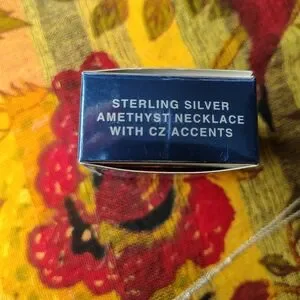 STERLING SILVER
AMETHYST NECKLACE
WITH CZ ACCENTS